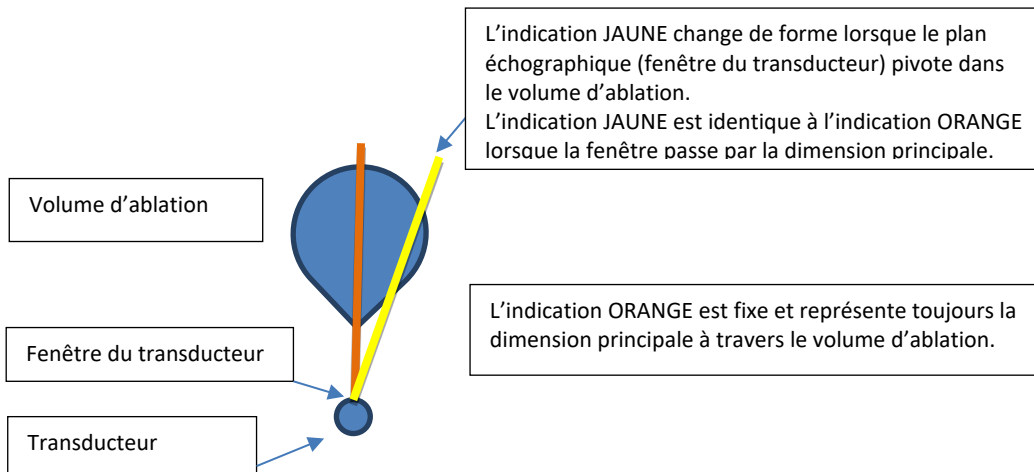 L’indication JAUNE change de forme lorsque le plan
échographique (fenêtre du transducteur) pivote dans
le volume d’ablation.
L’indication JAUNE est identique à l’indication ORANGE
lorsque la fenêtre passe par la dimension principale.
Volume d’ablation
L’indication ORANGE est fixe et représente toujours la
dimension principale à travers le volume d’ablation.
Fenêtre du transducteur
Transducteur